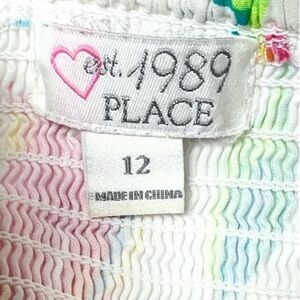 est. 1989
PLACE
12
MADE IN CHINA